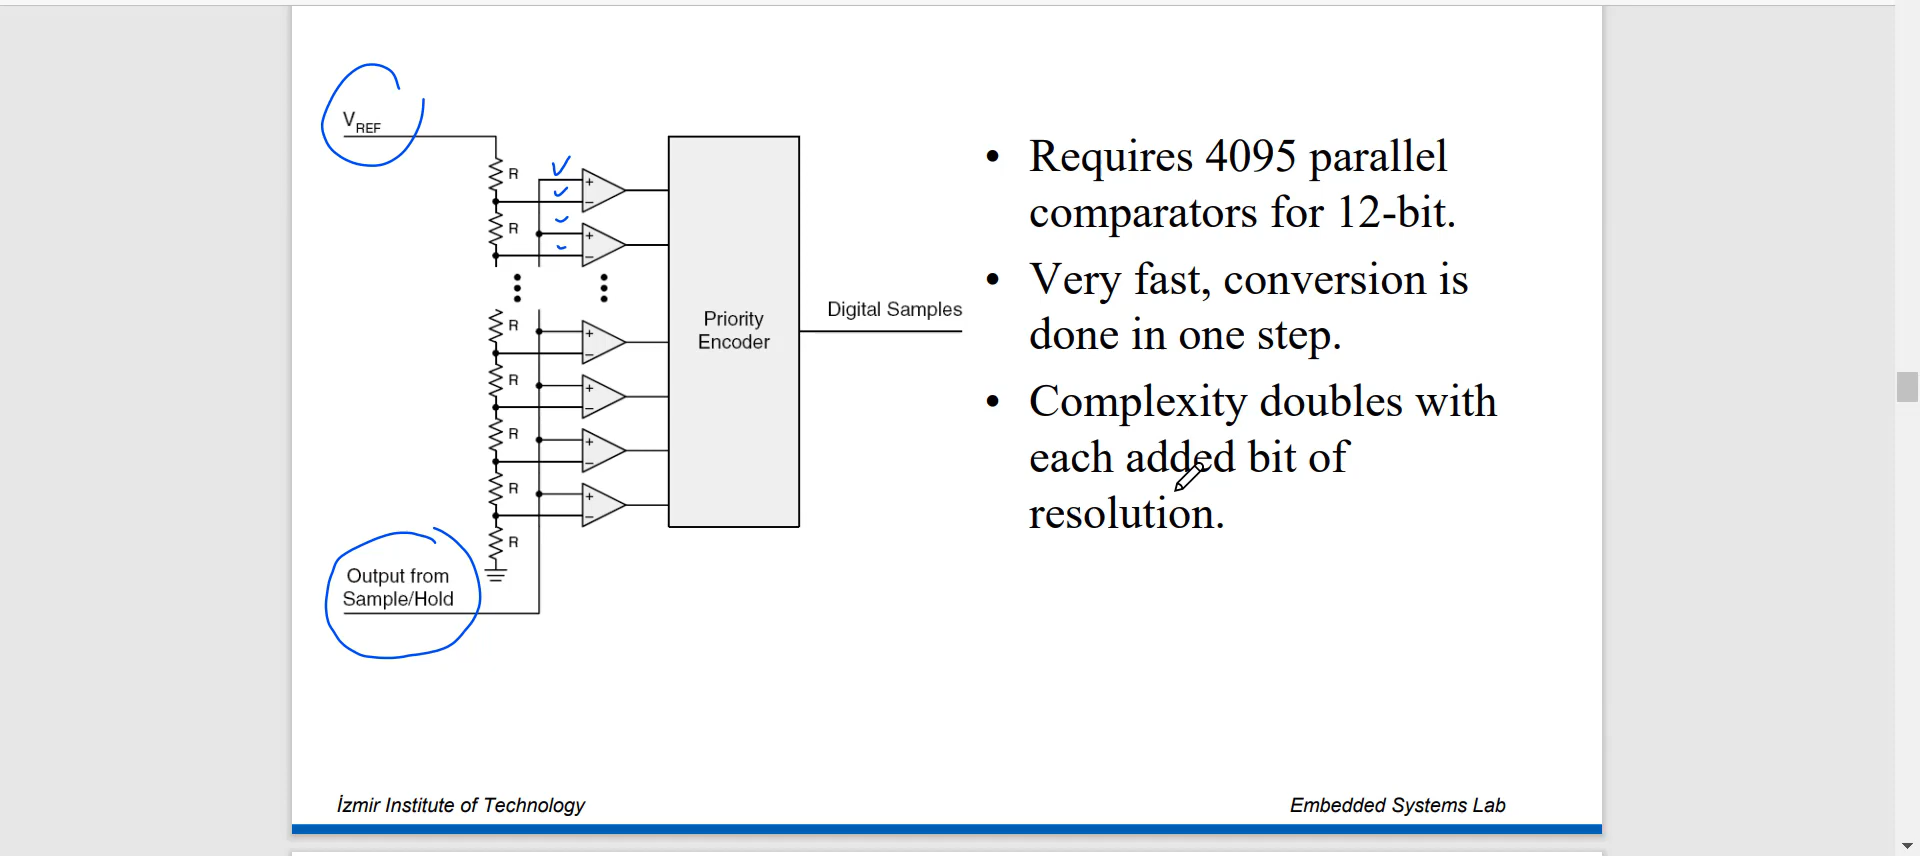 V REF
R
+
−
R
+
−
R
+
−
R
+
−
R
+
−
R
+
−
R
Priority
Encoder
Digital Samples
Output from
Sample/Hold
• Requires 4095 parallel
comparators for 12-bit.
• Very fast, conversion is
done in one step.
• Complexity doubles with
each added bit of
resolution.
İzmir Institute of Technology
Embedded Systems Lab